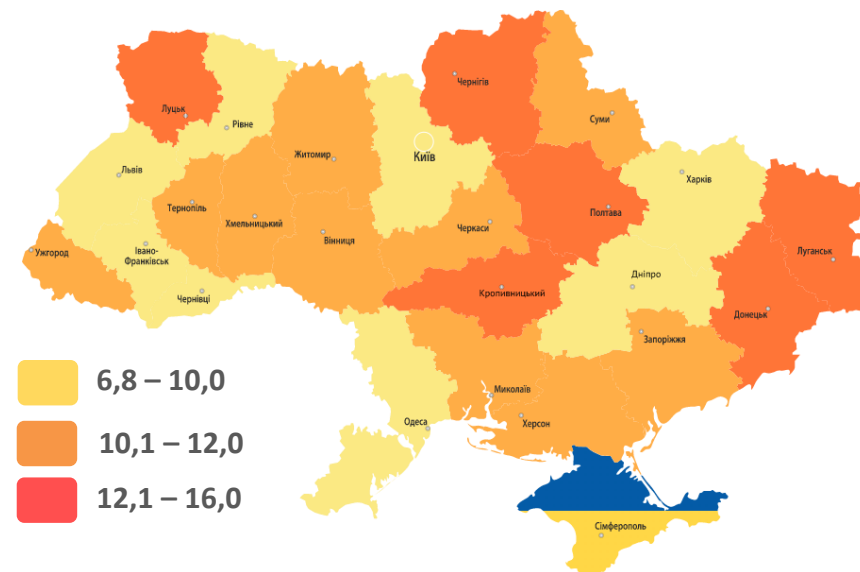 Чернігів
Луцьк
Суми
Рівне
Житомир
Київ
Львів
Харків
Тернопіль
Полтава
Хмельницький
Черкаси
Вінниця
Ужгород
Івано-
Франківськ
Луганськ
Дніпро
Чернівці
Кропивницький
Донецьк
Запоріжжя
6,8 – 10,0
Миколаїв
Херсон
Одеса
10,1 – 12,0
12,1 – 16,0
Сімферополь